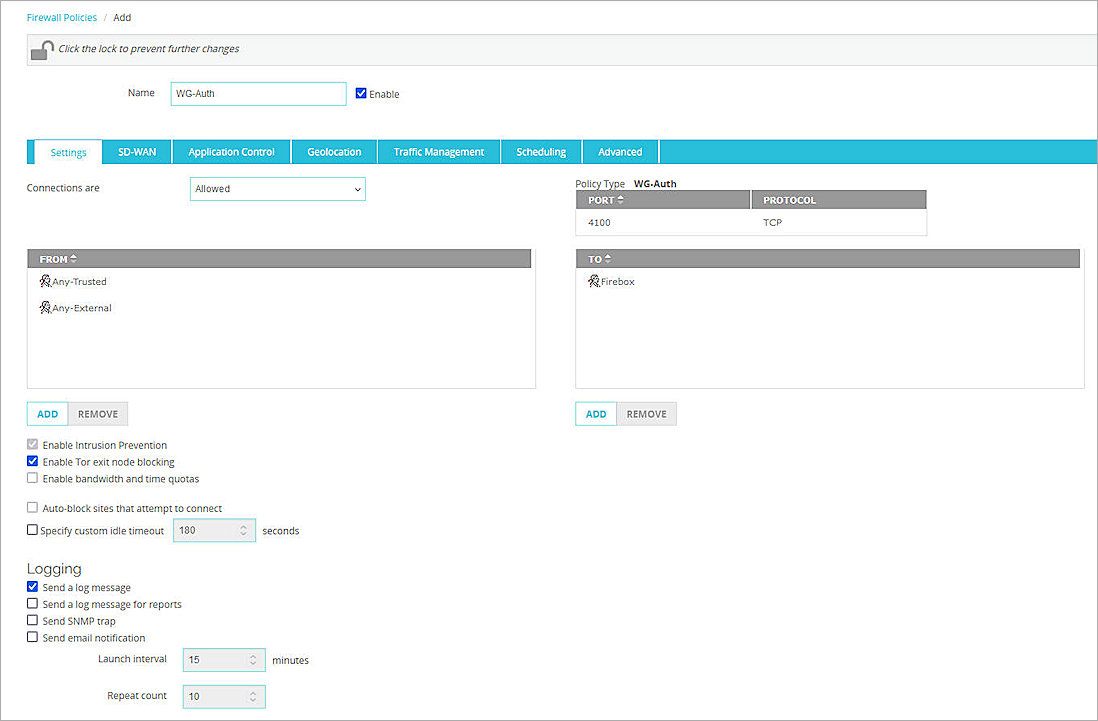 Firewall Policies / Add
Click the lock to prevent further changes
Name WG-Auth Enable
Settings SD-WAN Application Control Geolocation Traffic Management Scheduling Advanced
Connections are Allowed
Policy Type WG-Auth
PORT PROTOCOL
4100 TCP
FROM
Any-Trusted
Any-External
TO
Firebox
ADD REMOVE
ADD REMOVE
Enable Intrusion Prevention
Enable Tor exit node blocking
Enable bandwidth and time quotas
Auto-block sites that attempt to connect
Specify custom idle timeout 180 seconds
Logging
Send a log message
Send a log message for reports
Send SNMP trap
Send email notification
Launch interval 15 minutes
Repeat count 10